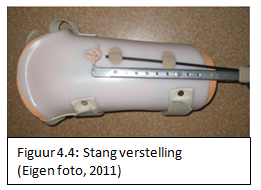 Figuur 4.4: Stang verstelling
(Eigen foto, 2011)